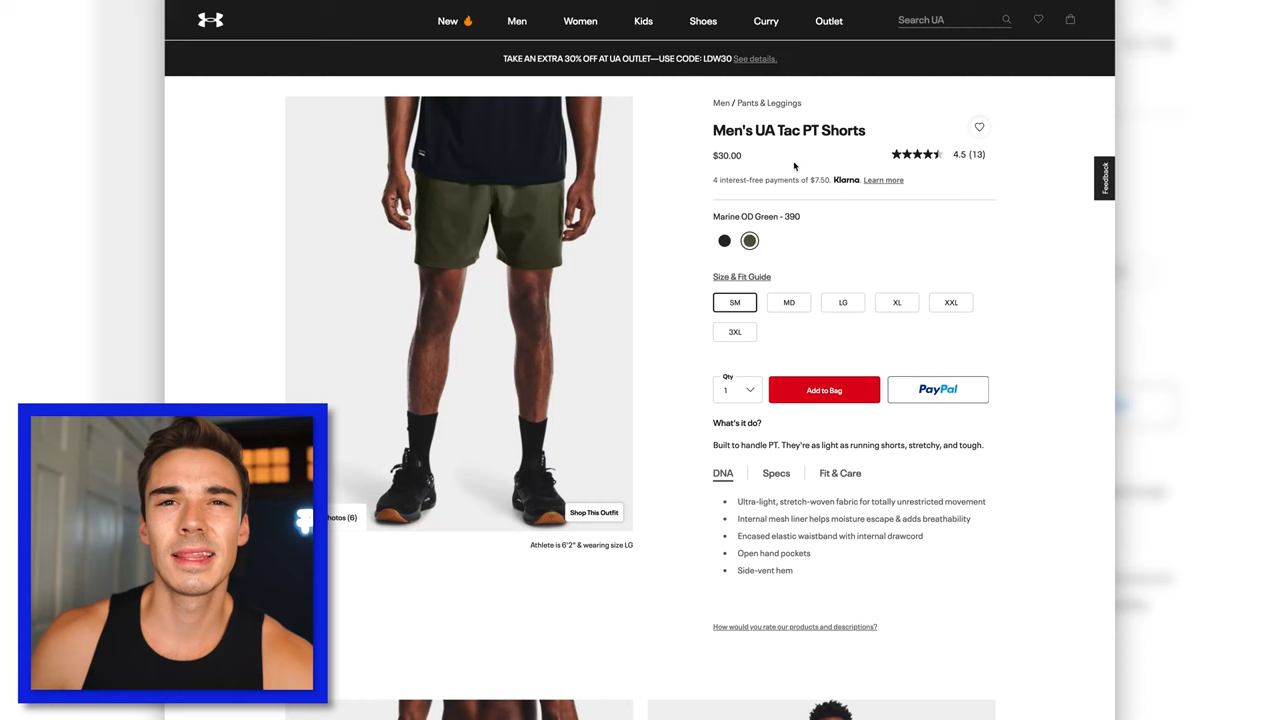 New 🔥 Men Women Kids Shoes Curry Outlet Search UA
TAKE AN EXTRA 30% OFF AT UA OUTLET—USE CODE: LDW30 See details.
Men / Pants & Leggings
Men's UA Tac PT Shorts
$30.00
4.5 (13)
4 interest-free payments of $7.50. Klarna. Learn more
Feedback
Marine OD Green - 390
Size & Fit Guide
SM MD LG XL XXL
3XL
Qty
1
Add to Bag
PayPal
What's it do?
Built to handle PT. They're as light as running shorts, stretchy, and tough.
DNA Specs Fit & Care
Ultra-light, stretch-woven fabric for totally unrestricted movement
Internal mesh liner helps moisture escape & adds breathability
Encased elastic waistband with internal drawcord
Open hand pockets
Side-vent hem
How would you rate our products and descriptions?
hotos (6)
Shop This Outfit
Athlete is 6'2" & wearing size LG